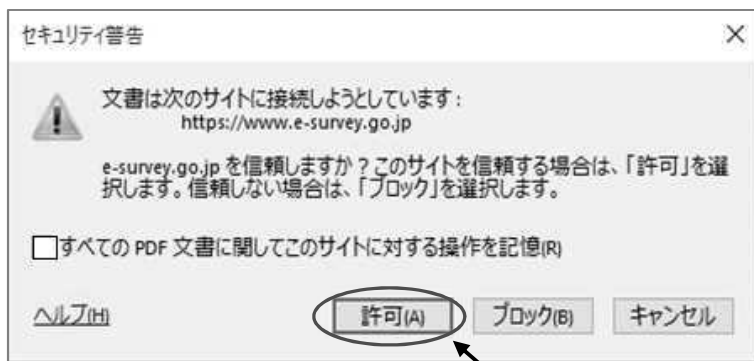 セキュリティ警告
文書は次のサイトに接続しようとしています：
https://www.e-survey.go.jp
e-survey.go.jp を信頼しますか？このサイトを信頼する場合は、「許可」を選
択します。信頼しない場合は、「ブロック」を選択します。
すべての PDF 文書に関してこのサイトに対する操作を記憶(R)
ヘルプ(H) 許可(A) ブロック(B) キャンセル